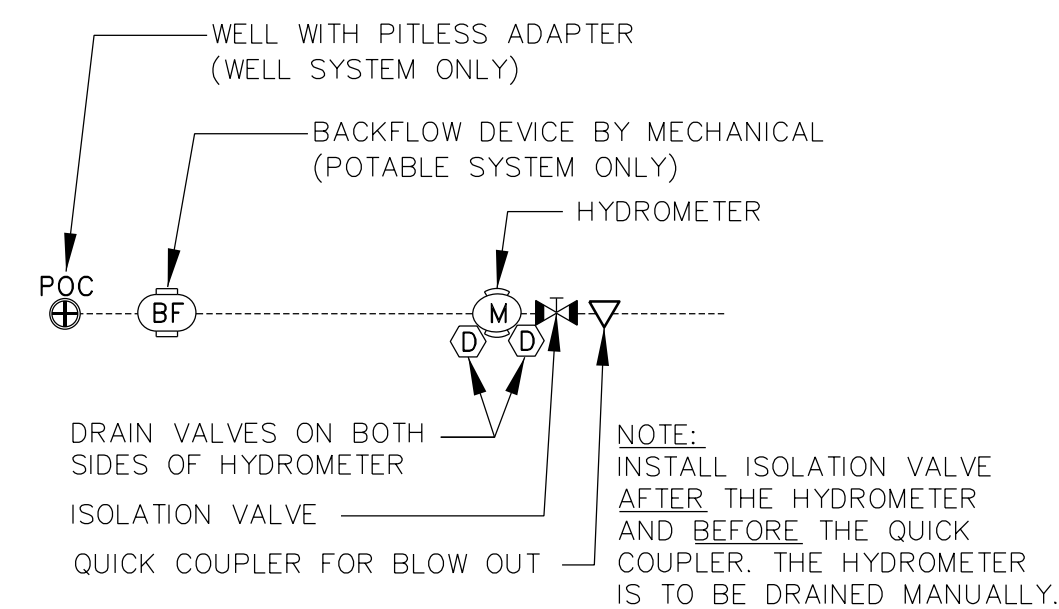 WELL WITH PITLESS ADAPTER
(WELL SYSTEM ONLY)
BACKFLOW DEVICE BY MECHANICAL
(POTABLE SYSTEM ONLY)
HYDROMETER
POC
BF
M
D
D
DRAIN VALVES ON BOTH
SIDES OF HYDROMETER
ISOLATION VALVE
QUICK COUPLER FOR BLOW OUT
NOTE:
INSTALL ISOLATION VALVE
AFTER THE HYDROMETER
AND BEFORE THE QUICK
COUPLER. THE HYDROMETER
IS TO BE DRAINED MANUALLY.